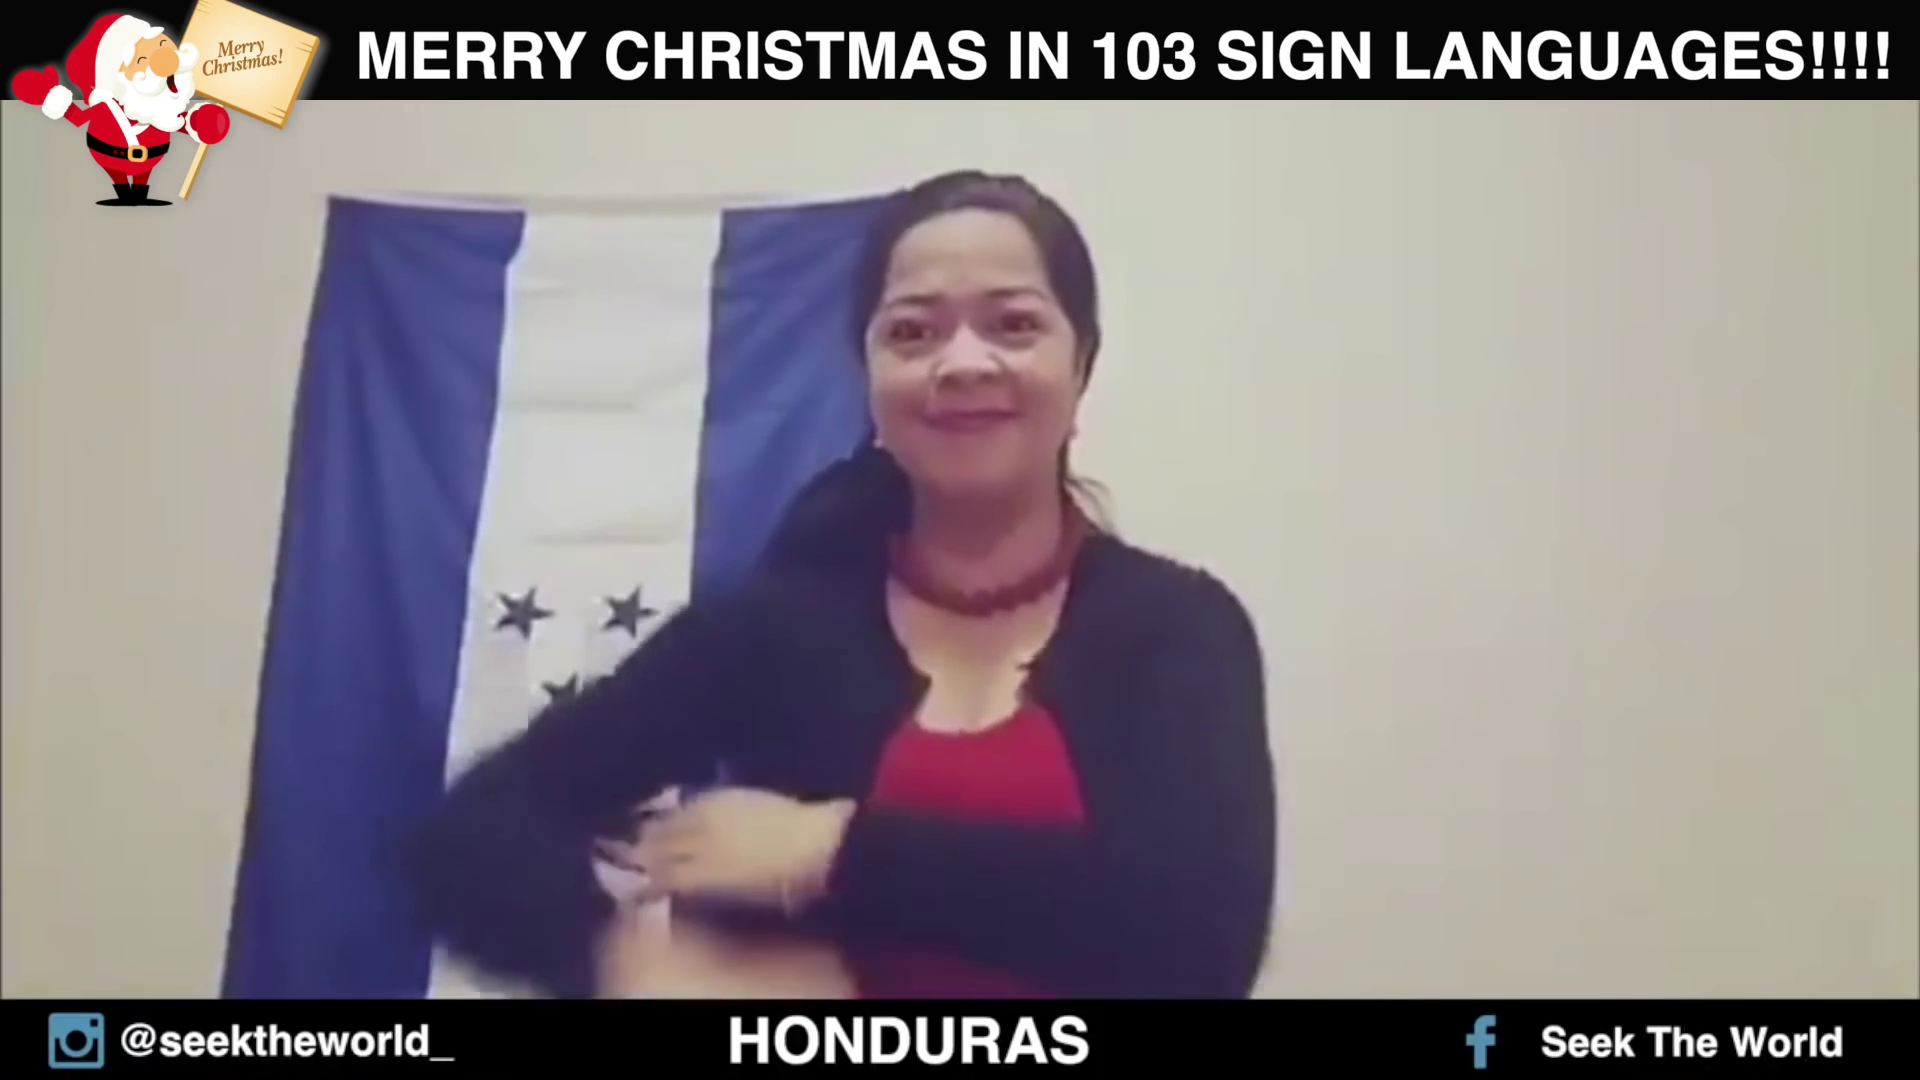 Merry
Christmas!
MERRY CHRISTMAS IN 103 SIGN LANGUAGES!!!!
@seektheworld_
HONDURAS
Seek The World